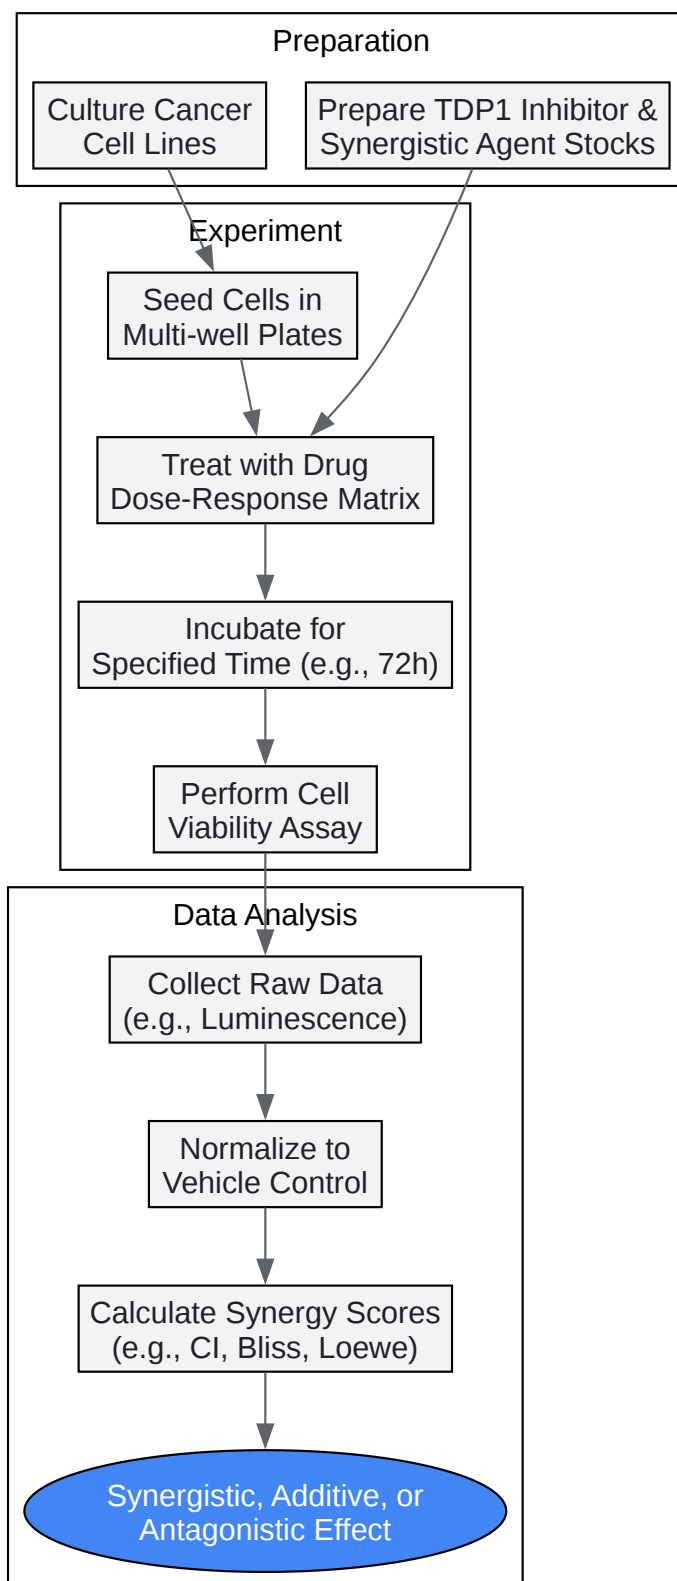 Preparation
Culture Cancer
Cell Lines
Prepare TDP1 Inhibitor &
Synergistic Agent Stocks
Experiment
Seed Cells in
Multi-well Plates
Treat with Drug
Dose-Response Matrix
Incubate for
Specified Time (e.g., 72h)
Perform Cell
Viability Assay
Data Analysis
Collect Raw Data
(e.g., Luminescence)
Normalize to
Vehicle Control
Calculate Synergy Scores
(e.g., CI, Bliss, Loewe)
Synergistic, Additive, or
Antagonistic Effect